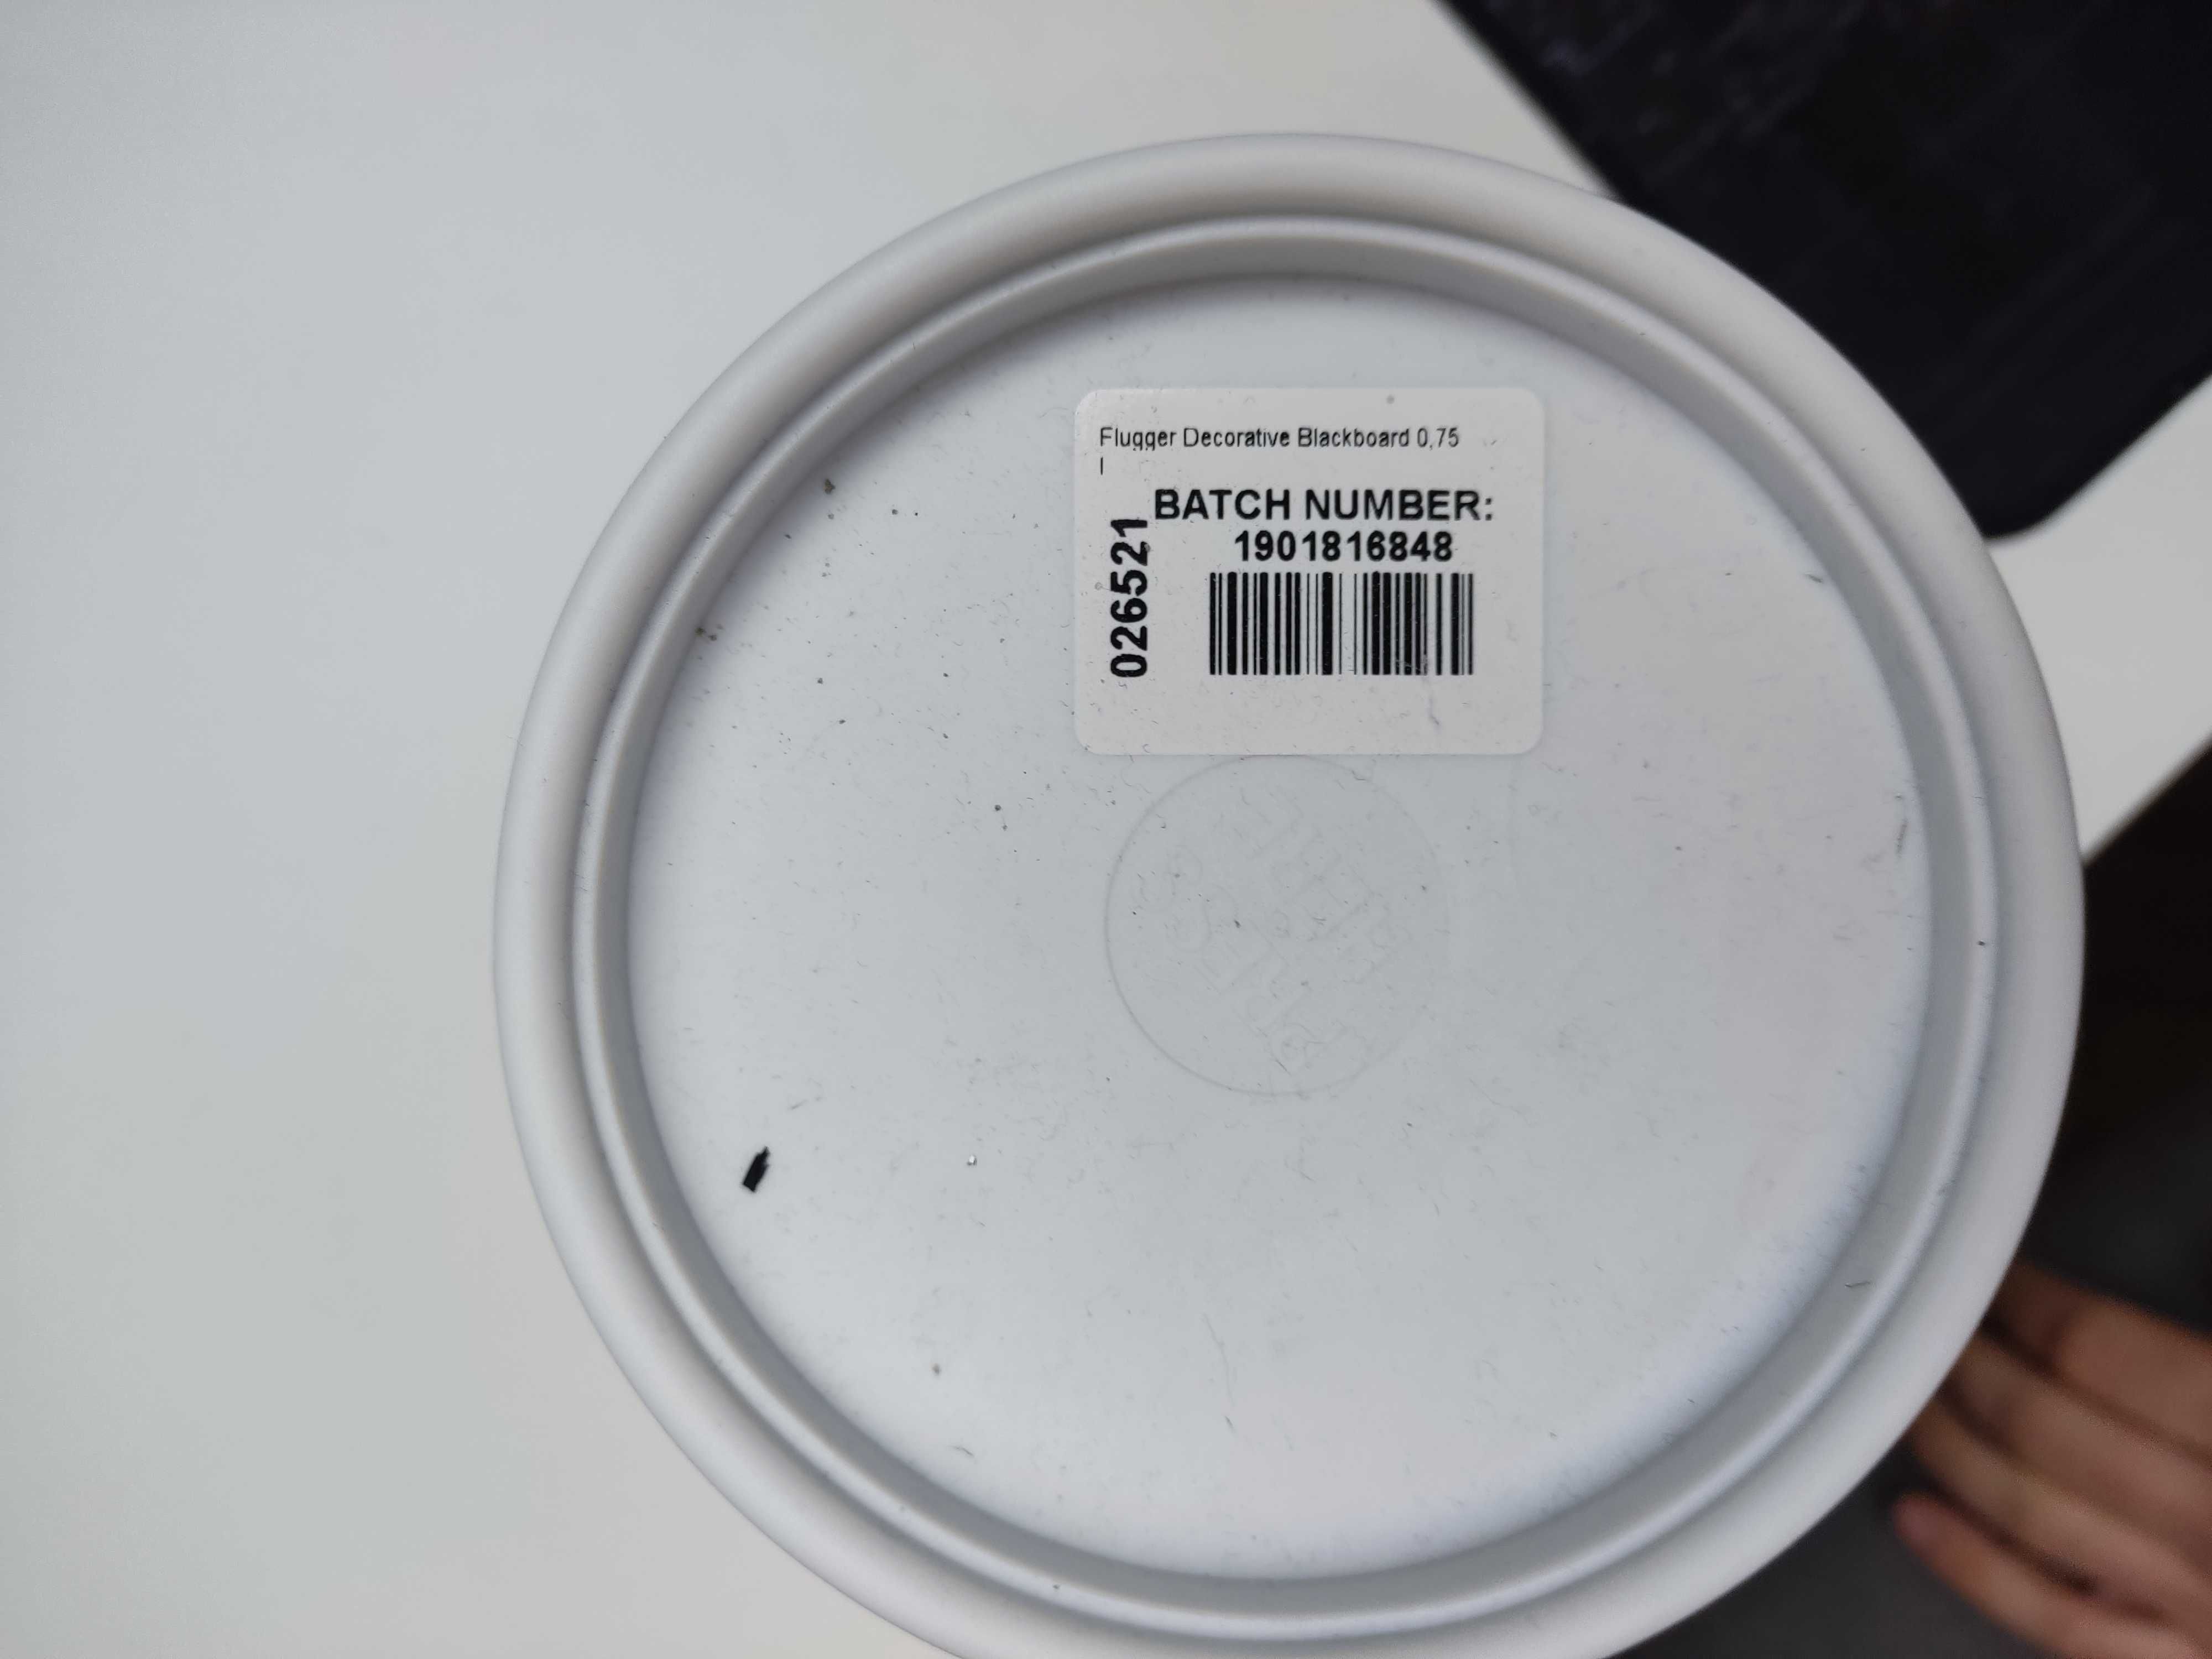 Flugger Decorative Blackboard 0,75
l
BATCH NUMBER:
1901816848
026521